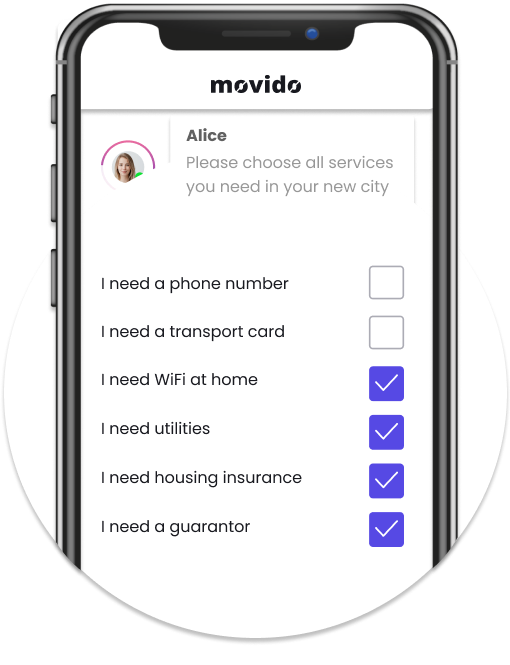 movido
Alice
Please choose all services
you need in your new city
I need a phone number
I need a transport card
I need WiFi at home
I need utilities
I need housing insurance
I need a guarantor